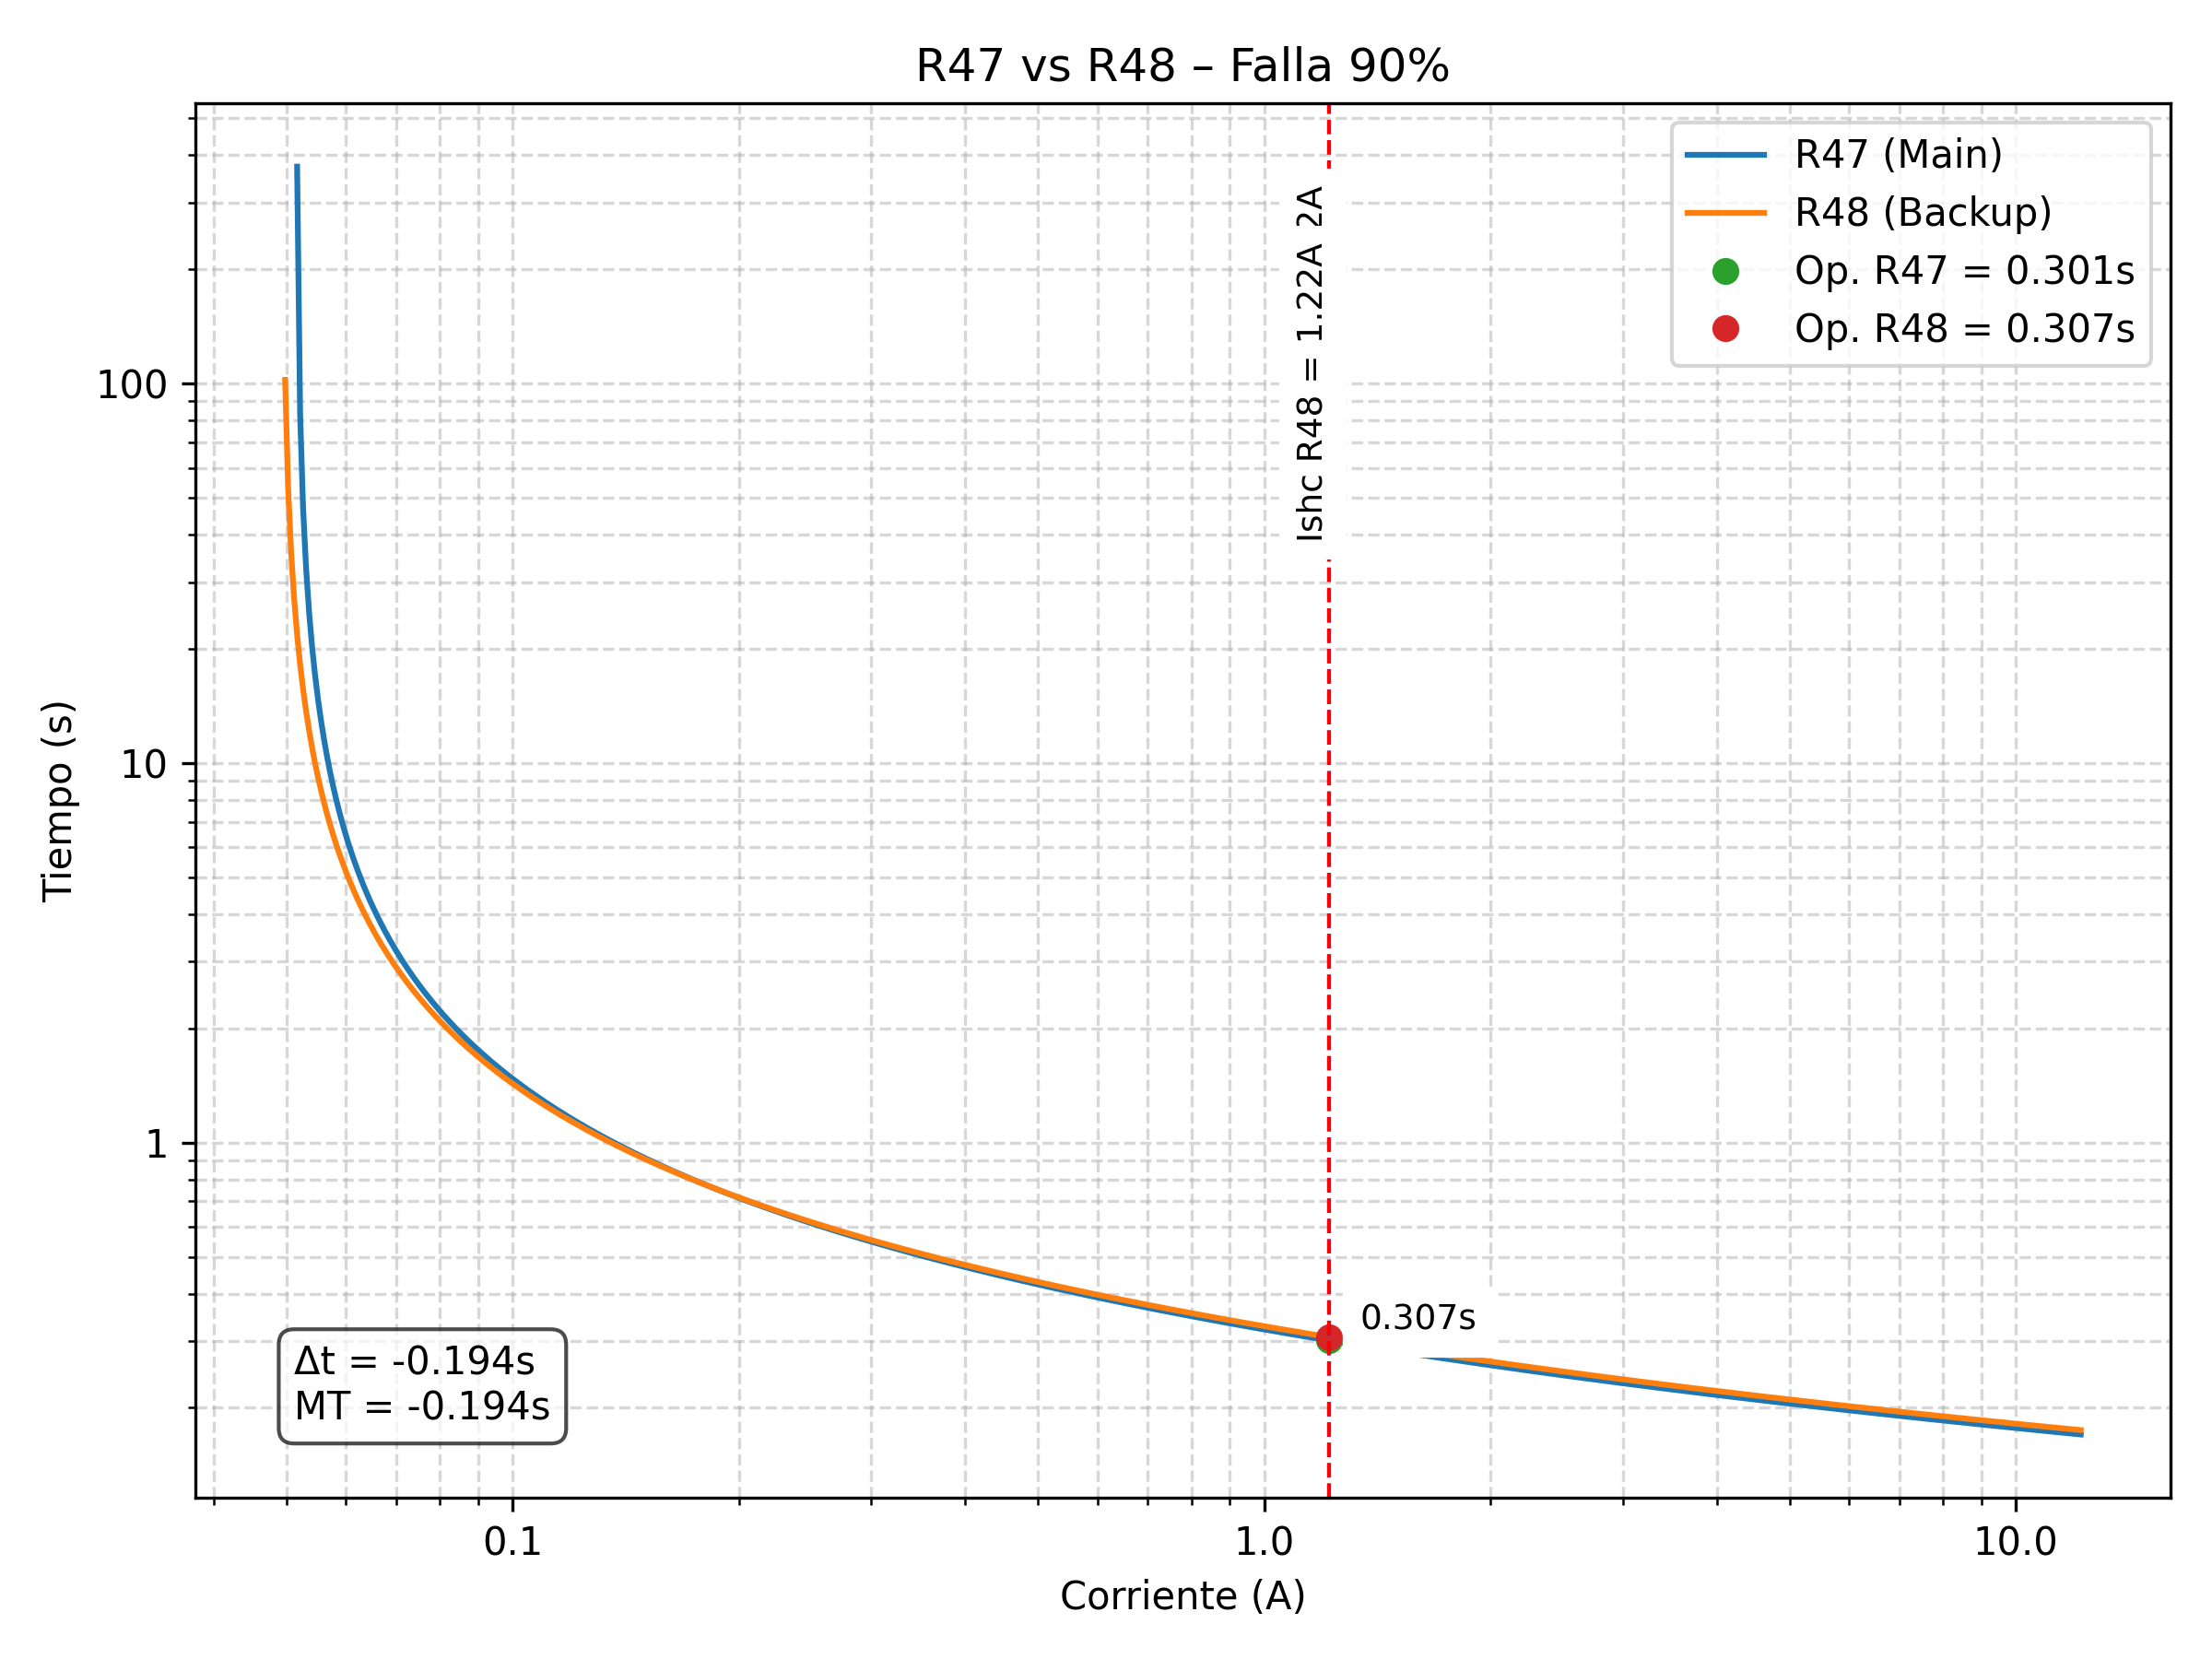 R47 vs R48 – Falla 90%
R47 (Main)
R48 (Backup)
Op. R47 = 0.301s
Op. R48 = 0.307s
Ishc R48 = 1.22A 2A
Tiempo (s)
100
10
1
0.307s
Δt = -0.194s
MT = -0.194s
0.1
1.0
10.0
Corriente (A)